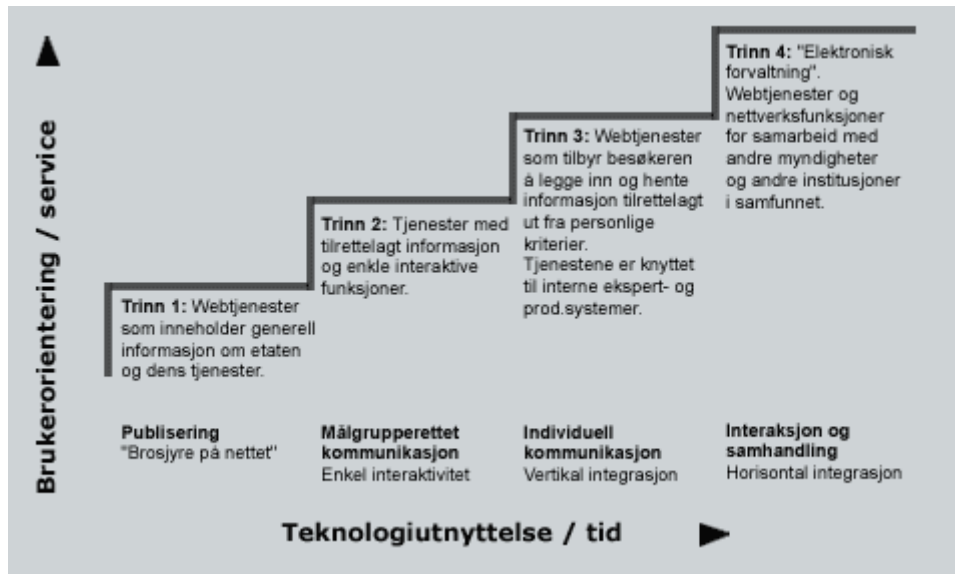 Brukerorientering / service
Trinn 1: Webtjenester
som inneholder generell
informasjon om etaten
og dens tjenester.
Trinn 2: Tjenester med
tilrettelagt informasjon
og enkle interaktive
funksjoner.
Trinn 3: Webtjenester
som tilbyr besøkeren
å legge inn og hente
informasjon tilrettelagt
ut fra personlige
kriterier.
Tjenestene er knyttet
til interne ekspert- og
prod.systemer.
Trinn 4: "Elektronisk
forvaltning".
Webtjenester og
nettverksfunksjoner
for samarbeid med
andre myndigheter
og andre institusjoner
i samfunnet.
Publisering
"Brosjyre på nettet"
Målgrupperettet
kommunikasjon
Enkel interaktivitet
Individuell
kommunikasjon
Vertikal integrasjon
Interaksjon og
samhandling
Horisontal integrasjon
Teknologiutnyttelse / tid